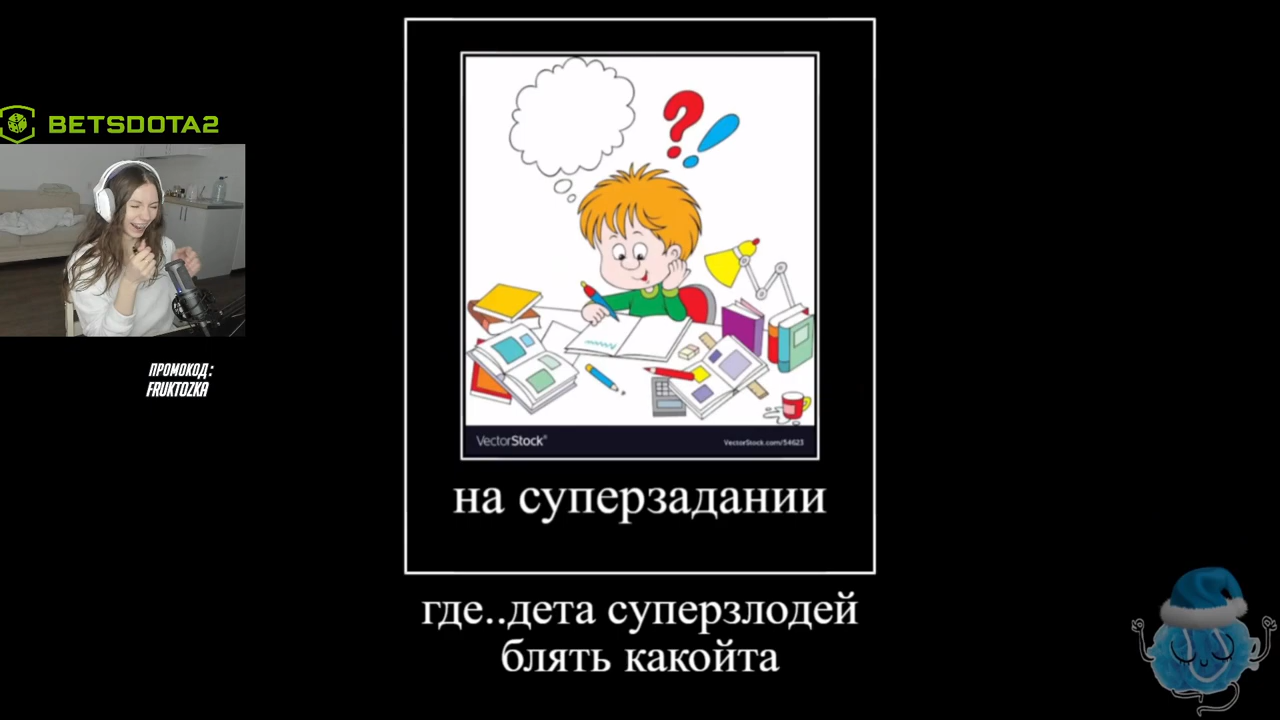 BETSDOTA2
ПРОМОКОД:
FRUKTOZKA
VectorStock®
VectorStock.com/54623
на суперзадании
где..дета суперзлодей
блять какойта